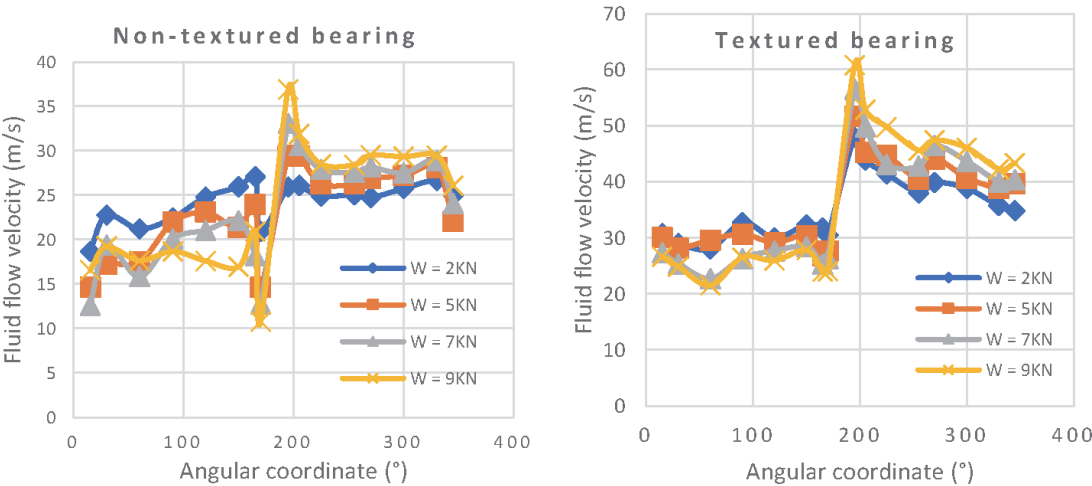 Non-textured bearing
Fluid flow velocity (m/s)
40
35
30
25
20
15
10
5
0
0
100
200
300
400
W = 2KN
W = 5KN
W = 7KN
W = 9KN
Angular coordinate (°)
Textured bearing
Fluid flow velocity (m/s)
70
60
50
40
30
20
10
0
0
100
200
300
400
W = 2KN
W = 5KN
W = 7KN
W = 9KN
Angular coordinate (°)